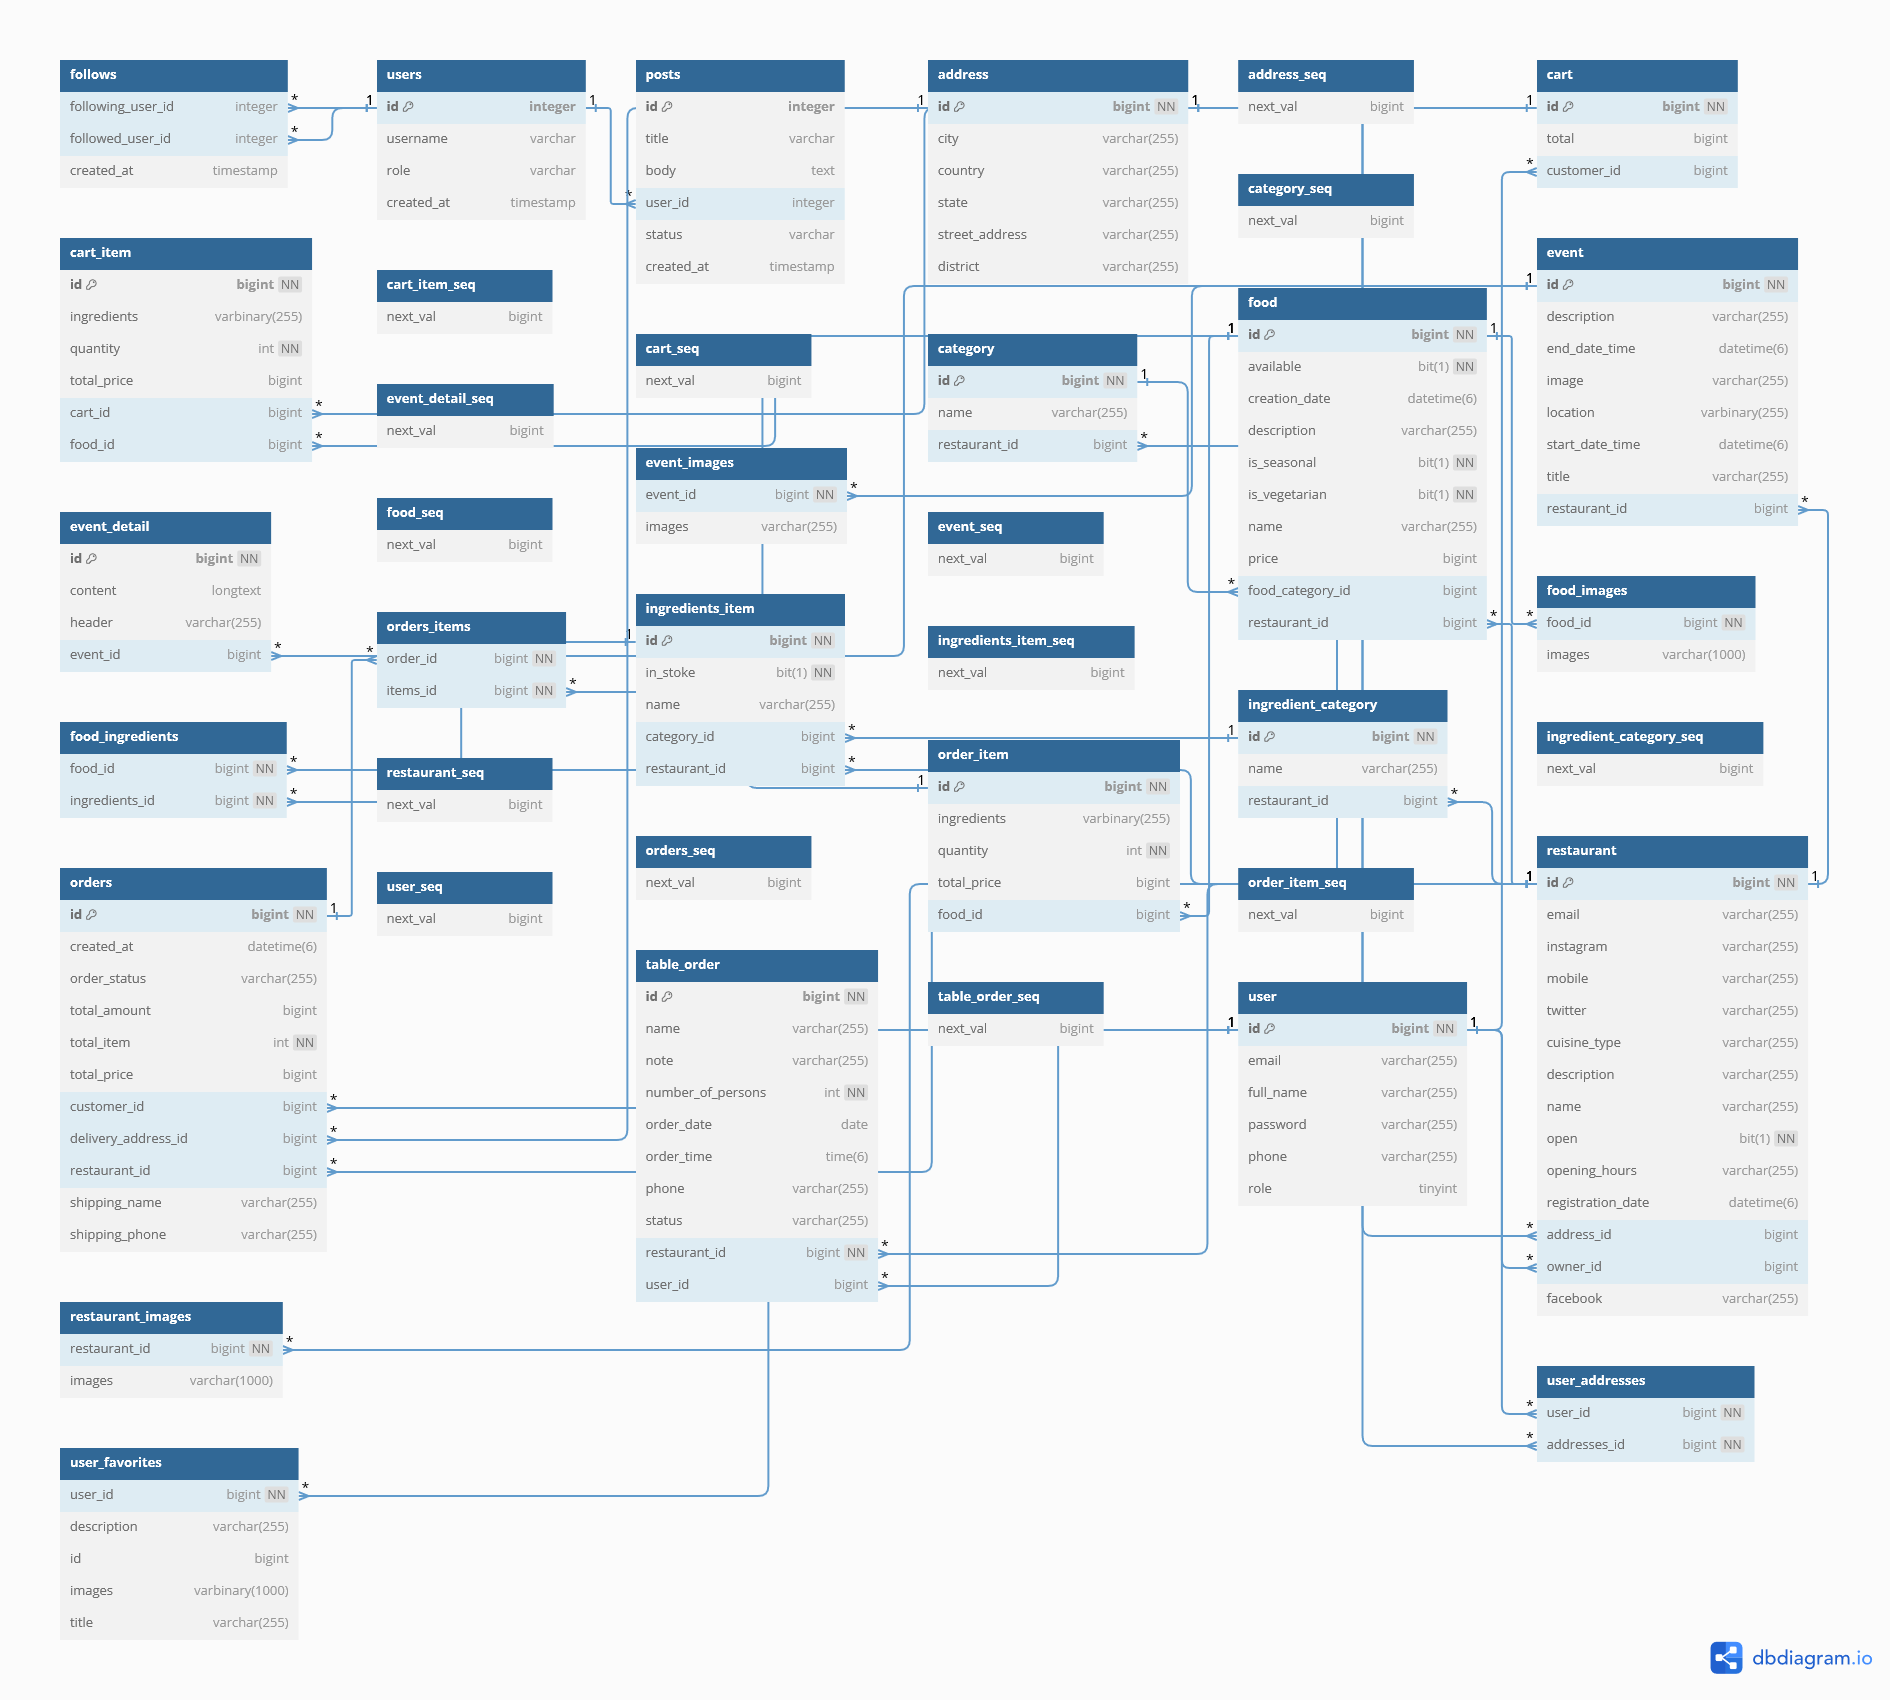 follows
following_user_id integer
followed_user_id integer
created_at timestamp
* 1
*
users
id integer
username varchar
role varchar
created_at timestamp
1
*
posts
id integer
title varchar
body text
user_id integer
status varchar
created_at timestamp
1
address
id bigint NN
city varchar(255)
country varchar(255)
state varchar(255)
street_address varchar(255)
district varchar(255)
1
address_seq
next_val bigint
1
cart
id bigint NN
total bigint
customer_id bigint
*
category_seq
next_val bigint
cart_item
id bigint NN
ingredients varbinary(255)
quantity int NN
total_price bigint
cart_id bigint
food_id bigint
*
*
cart_item_seq
next_val bigint
event_detail_seq
next_val bigint
cart_seq
next_val bigint
category
id bigint NN
name varchar(255)
restaurant_id bigint
1
*
food
id bigint NN
available bit(1) NN
creation_date datetime(6)
description varchar(255)
is_seasonal bit(1) NN
is_vegetarian bit(1) NN
name varchar(255)
price bigint
food_category_id bigint
restaurant_id bigint
1
1
*
*
1
event
id bigint NN
description varchar(255)
end_date_time datetime(6)
image varchar(255)
location varbinary(255)
start_date_time datetime(6)
title varchar(255)
restaurant_id bigint
*
event_images
event_id bigint NN
images varchar(255)
*
event_detail
id bigint NN
content longtext
header varchar(255)
event_id bigint
*
food_seq
next_val bigint
event_seq
next_val bigint
*
food_images
food_id bigint NN
images varchar(1000)
orders_items
order_id bigint NN
items_id bigint NN
*
*
1
ingredients_item
id bigint NN
in_stoke bit(1) NN
name varchar(255)
category_id bigint
restaurant_id bigint
*
*
ingredients_item_seq
next_val bigint
1
ingredient_category
id bigint NN
name varchar(255)
restaurant_id bigint
*
ingredient_category_seq
next_val bigint
food_ingredients
food_id bigint NN
ingredients_id bigint NN
*
*
restaurant_seq
next_val bigint
1
order_item
id bigint NN
ingredients varbinary(255)
quantity int NN
total_price bigint
food_id bigint
*
orders_seq
next_val bigint
order_item_seq
next_val bigint
1
restaurant
id bigint NN
email varchar(255)
instagram varchar(255)
mobile varchar(255)
twitter varchar(255)
cuisine_type varchar(255)
description varchar(255)
name varchar(255)
open bit(1) NN
opening_hours varchar(255)
registration_date datetime(6)
address_id bigint
owner_id bigint
facebook varchar(255)
1
*
*
orders
id bigint NN
created_at datetime(6)
order_status varchar(255)
total_amount bigint
total_item int NN
total_price bigint
customer_id bigint
delivery_address_id bigint
restaurant_id bigint
shipping_name varchar(255)
shipping_phone varchar(255)
1
*
*
*
user_seq
next_val bigint
table_order
id bigint NN
name varchar(255)
note varchar(255)
number_of_persons int NN
order_date date
order_time time(6)
phone varchar(255)
status varchar(255)
restaurant_id bigint NN
user_id bigint
*
*
table_order_seq
next_val bigint
1
user
id bigint NN
email varchar(255)
full_name varchar(255)
password varchar(255)
phone varchar(255)
role tinyint
1
restaurant_images
restaurant_id bigint NN
images varchar(1000)
*
user_addresses
user_id bigint NN
addresses_id bigint NN
*
*
user_favorites
user_id bigint NN
description varchar(255)
id bigint
images varbinary(1000)
title varchar(255)
*
dbdiagram.io